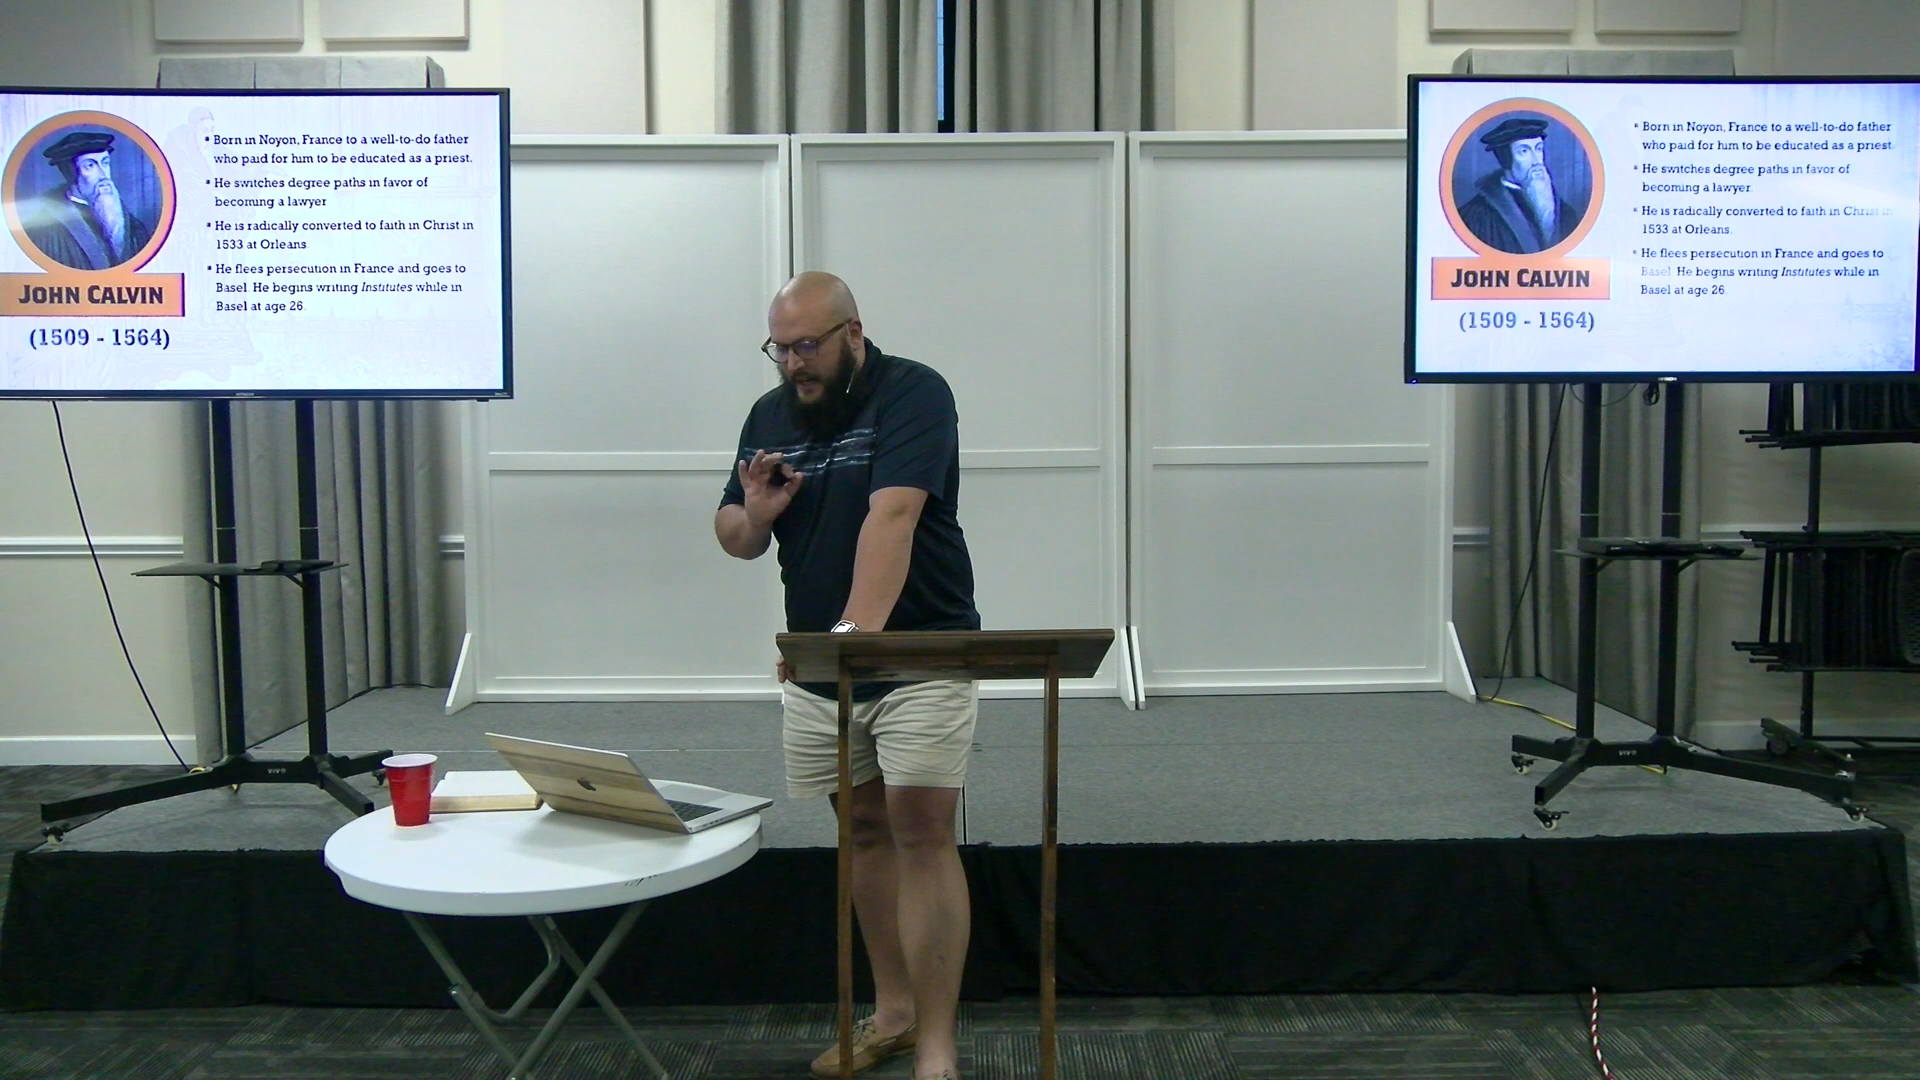 ▪ Born in Noyon, France to a well-to-do father
who paid for him to be educated as a priest.
▪ He switches degree paths in favor of
becoming a lawyer
▪ He is radically converted to faith in Christ in
1533 at Orleans
▪ He flees persecution in France and goes to
Basel. He begins writing Institutes while in
Basel at age 26.
JOHN CALVIN
(1509 - 1564)
▪ Born in Noyon, France to a well-to-do father
who paid for him to be educated as a priest
▪ He switches degree paths in favor of
becoming a lawyer.
▪ He is radically converted to faith in Christ in
1533 at Orleans.
▪ He flees persecution in France and goes to
Basel. He begins writing Institutes while in
Basel at age 26
JOHN CALVIN
(1509 - 1564)